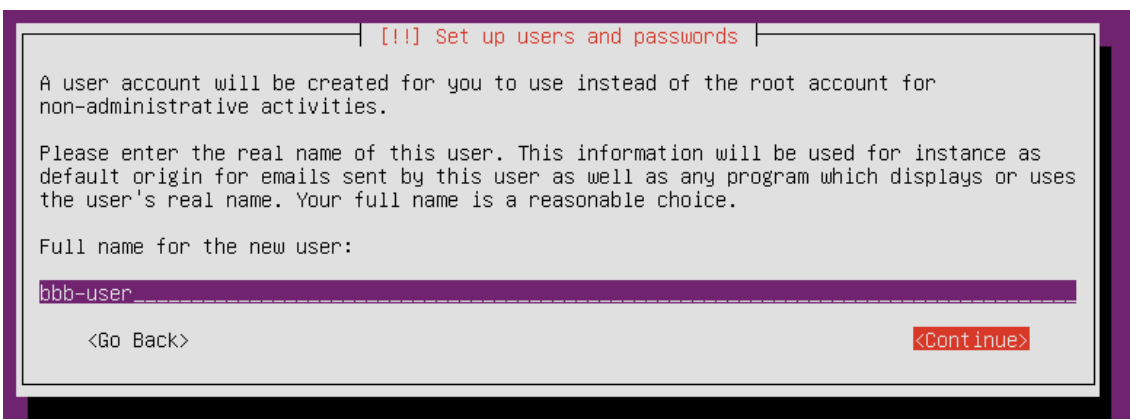 [!!] Set up users and passwords
A user account will be created for you to use instead of the root account for
non-administrative activities.
Please enter the real name of this user. This information will be used for instance as
default origin for emails sent by this user as well as any program which displays or uses
the user's real name. Your full name is a reasonable choice.
Full name for the new user:
bbb-user
<Go Back> <Continue>